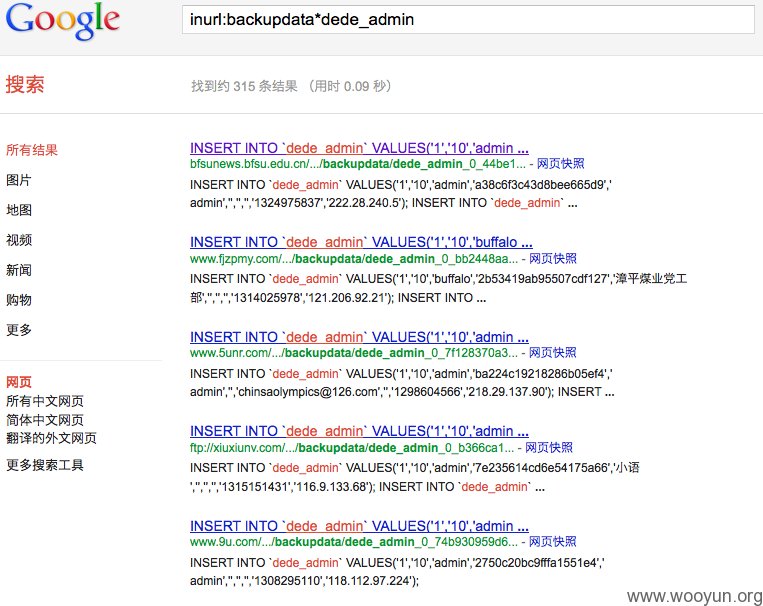 Google
inurl:backupdata*dede_admin
搜索
找到约 315 条结果 （用时 0.09 秒）
所有结果
图片
地图
视频
新闻
购物
更多
网页
所有中文网页
简体中文网页
翻译的外文网页
更多搜索工具
INSERT INTO `dede_admin` VALUES('1','10','admin ...
bfsunews.bfsu.edu.cn/.../backupdata/dede_admin_0_44be1... - 网页快照
INSERT INTO `dede_admin` VALUES('1','10','admin','a38c6f3c43d8bee665d9','
admin','','','','1324975837','222.28.240.5'); INSERT INTO `dede_admin` ...
INSERT INTO `dede_admin` VALUES('1','10','buffalo ...
www.fjzpmy.com/.../backupdata/dede_admin_0_bb2448aa... - 网页快照
INSERT INTO `dede_admin` VALUES('1','10','buffalo','2b53419ab95507cdf127','漳平煤业党工
部','','','','1314025978','121.206.92.21'); INSERT INTO ...
INSERT INTO `dede_admin` VALUES('1','10','admin ...
www.5unr.com/.../backupdata/dede_admin_0_7f128370a3... - 网页快照
INSERT INTO `dede_admin` VALUES('1','10','admin','ba224c19218286b05ef4','
admin','','chinsaolympics@126.com','','1298604566','218.29.137.90'); INSERT ...
INSERT INTO `dede_admin` VALUES('1','10','admin ...
ftp://xiuxiunv.com/.../backupdata/dede_admin_0_b366ca1... - 网页快照
INSERT INTO `dede_admin` VALUES('1','10','admin','7e235614cd6e54175a66','小语
','','','','1315151431','116.9.133.68'); INSERT INTO `dede_admin` ...
INSERT INTO `dede_admin` VALUES('1','10','admin ...
www.9u.com/.../backupdata/dede_admin_0_74b930959d6... - 网页快照
INSERT INTO `dede_admin` VALUES('1','10','admin','2750c20bc9fffa1551e4','
admin','','','','1308295110','118.112.97.224');
www.wooyun.org